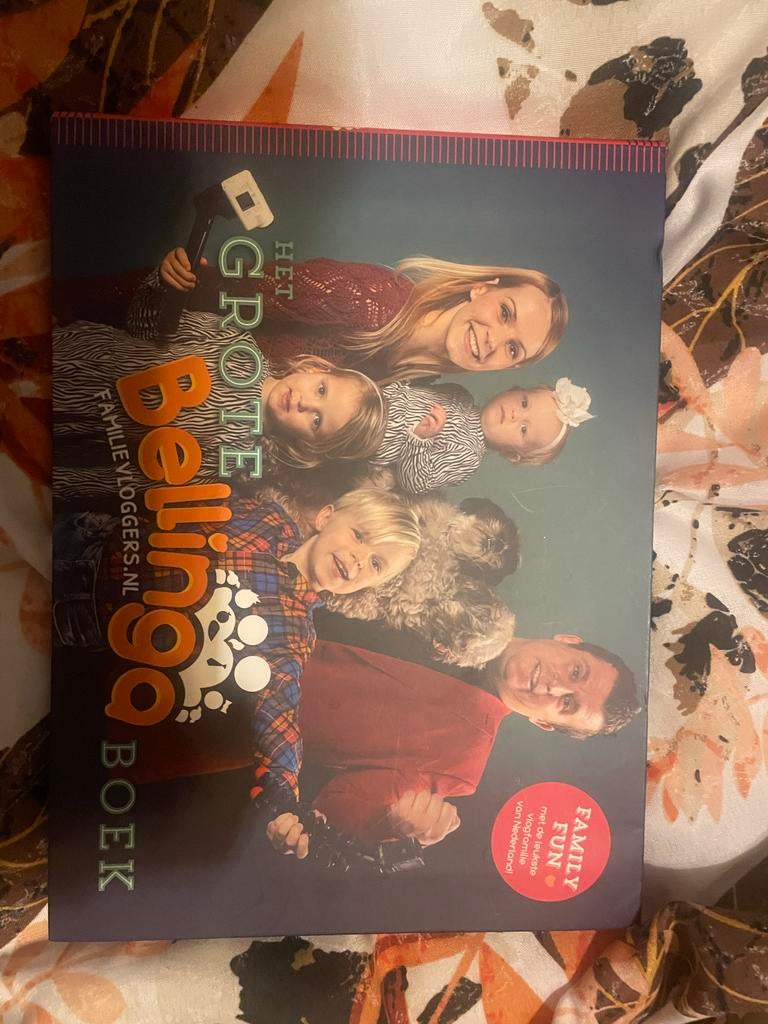 HET
GROTE
Bellinga
FAMILIEVLOGGERS.NL
BOEK
FAMILY
FUN
met de leukste
vlogfamilie
van Nederland!